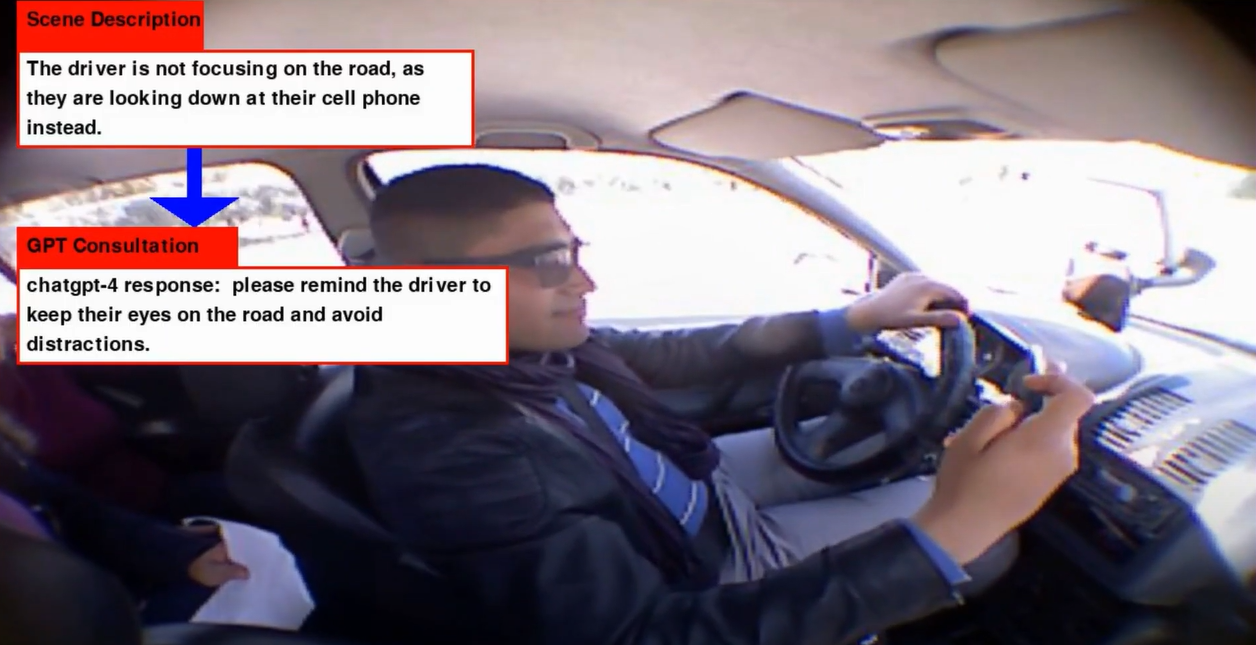 Scene Description
The driver is not focusing on the road, as
they are looking down at their cell phone
instead.
GPT Consultation
chatgpt-4 response: please remind the driver to
keep their eyes on the road and avoid
distractions.